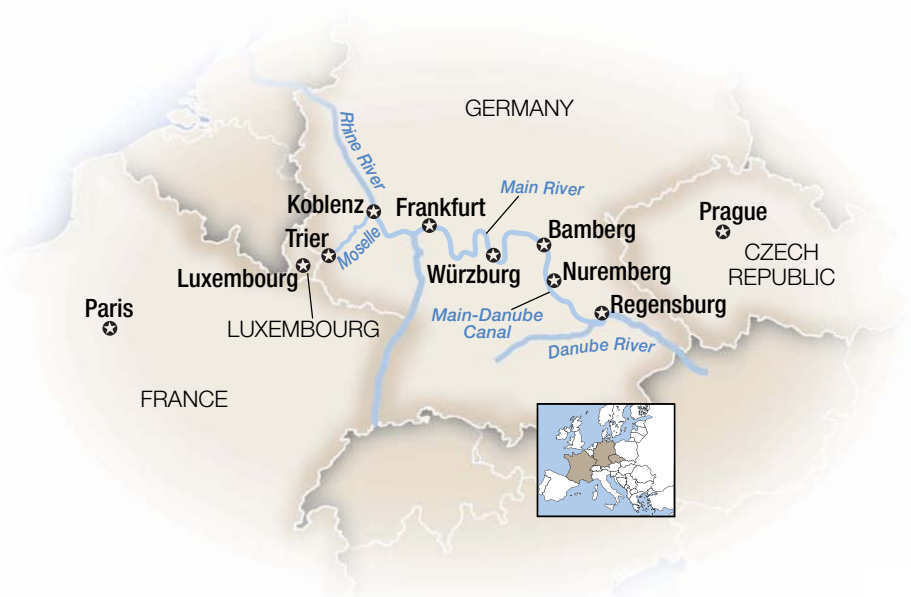 GERMANY
Rhine River
Main River
Koblenz
Frankfurt
Prague
Bamberg
Trier
Moselle
CZECH
REPUBLIC
Luxembourg
Würzburg
Nuremberg
Paris
LUXEMBOURG
Main-Danube
Canal
Regensburg
Danube River
FRANCE